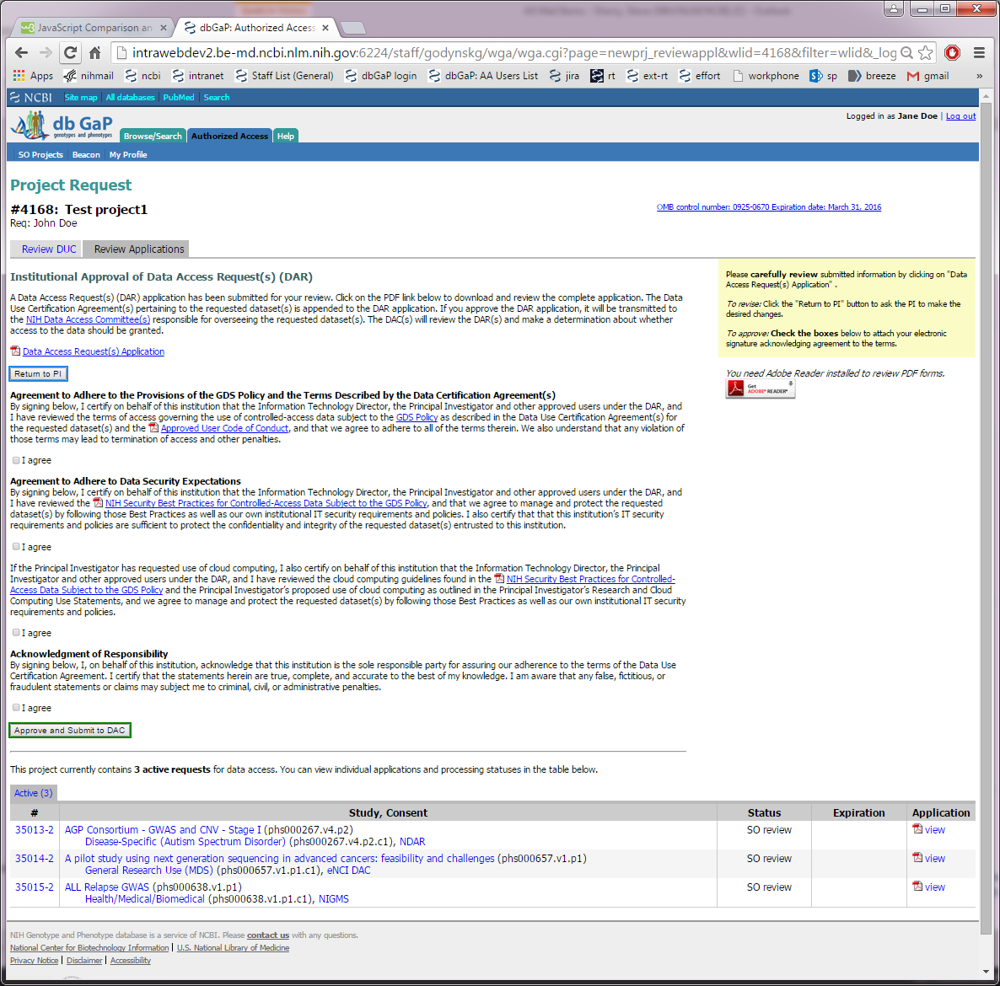 JavaScript Comparison an
dbGaP: Authorized Access
intrawebdev2.be-md.ncbi.nlm.nih.gov:6224/staff/godynskg/wga/wga.cgi?page=newprj_reviewappl&wlid=4168&filter=wlid&_log
Apps nihmail ncbi intranet Staff List (General) dbGaP login dbGaP: AA Users List jira rt ext-rt effort workphone sp breeze gmail »
NCBI Site map All databases PubMed Search
Logged in as Jane Doe | Log out
db GaP
genotypes and phenotypes
Browse/Search Authorized Access Help
SO Projects Beacon My Profile
Project Request
#4168: Test project1
OMB control number: 0925-0670 Expiration date: March 31, 2016
Req: John Doe
Review DUC Review Applications
Institutional Approval of Data Access Request(s) (DAR)
A Data Access Request(s) (DAR) application has been submitted for your review. Click on the PDF link below to download and review the complete application. The Data
Use Certification Agreement(s) pertaining to the requested dataset(s) is appended to the DAR application. If you approve the DAR application, it will be transmitted to
the NIH Data Access Committee(s) responsible for overseeing the requested dataset(s). The DAC(s) will review the DAR(s) and make a determination about whether
access to the data should be granted.
Data Access Request(s) Application
Return to PI
Please carefully review submitted information by clicking on "Data
Access Request(s) Application" .
To revise: Click the "Return to PI" button to ask the PI to make the
desired changes.
To approve: Check the boxes below to attach your electronic
signature acknowledging agreement to the terms.
You need Adobe Reader installed to review PDF forms.
Get
ADOBE® READER®
Agreement to Adhere to the Provisions of the GDS Policy and the Terms Described by the Data Certification Agreement(s)
By signing below, I certify on behalf of this institution that the Information Technology Director, the Principal Investigator and other approved users under the DAR, and
I have reviewed the terms of access governing the use of controlled-access data subject to the GDS Policy as described in the Data Use Certification Agreement(s) for
the requested dataset(s) and the Approved User Code of Conduct, and that we agree to adhere to all of the terms therein. We also understand that any violation of
those terms may lead to termination of access and other penalties.
I agree
Agreement to Adhere to Data Security Expectations
By signing below, I certify on behalf of this institution that the Information Technology Director, the Principal Investigator and other approved users under the DAR, and
I have reviewed the NIH Security Best Practices for Controlled-Access Data Subject to the GDS Policy, and that we agree to manage and protect the requested
dataset(s) by following those Best Practices as well as our own institutional IT security requirements and policies. I also certify that that this institution's IT security
requirements and policies are sufficient to protect the confidentiality and integrity of the requested dataset(s) entrusted to this institution.
I agree
If the Principal Investigator has requested use of cloud computing, I also certify on behalf of this institution that the Information Technology Director, the Principal
Investigator and other approved users under the DAR, and I have reviewed the cloud computing guidelines found in the NIH Security Best Practices for Controlled-
Access Data Subject to the GDS Policy and the Principal Investigator's proposed use of cloud computing as outlined in the Principal Investigator's Research and Cloud
Computing Use Statements, and we agree to manage and protect the requested dataset(s) by following those Best Practices as well as our own institutional IT security
requirements and policies.
I agree
Acknowledgment of Responsibility
By signing below, I, on behalf of this institution, acknowledge that this institution is the sole responsible party for assuring our adherence to the terms of the Data Use
Certification Agreement. I certify that the statements herein are true, complete, and accurate to the best of my knowledge. I am aware that any false, fictitious, or
fraudulent statements or claims may subject me to criminal, civil, or administrative penalties.
I agree
Approve and Submit to DAC
This project currently contains 3 active requests for data access. You can view individual applications and processing statuses in the table below.
Active (3)
# Study, Consent Status Expiration Application
35013-2 AGP Consortium - GWAS and CNV - Stage I (phs000267.v4.p2) SO review view
Disease-Specific (Autism Spectrum Disorder) (phs000267.v4.p2.c1), NDAR
35014-2 A pilot study using next generation sequencing in advanced cancers: feasibility and challenges (phs000657.v1.p1) SO review view
General Research Use (MDS) (phs000657.v1.p1.c1), eNCI DAC
35015-2 ALL Relapse GWAS (phs000638.v1.p1) SO review view
Health/Medical/Biomedical (phs000638.v1.p1.c1), NIGMS
NIH Genotype and Phenotype database is a service of NCBI. Please contact us with any questions.
National Center for Biotechnology Information | U.S. National Library of Medicine
Privacy Notice | Disclaimer | Accessibility